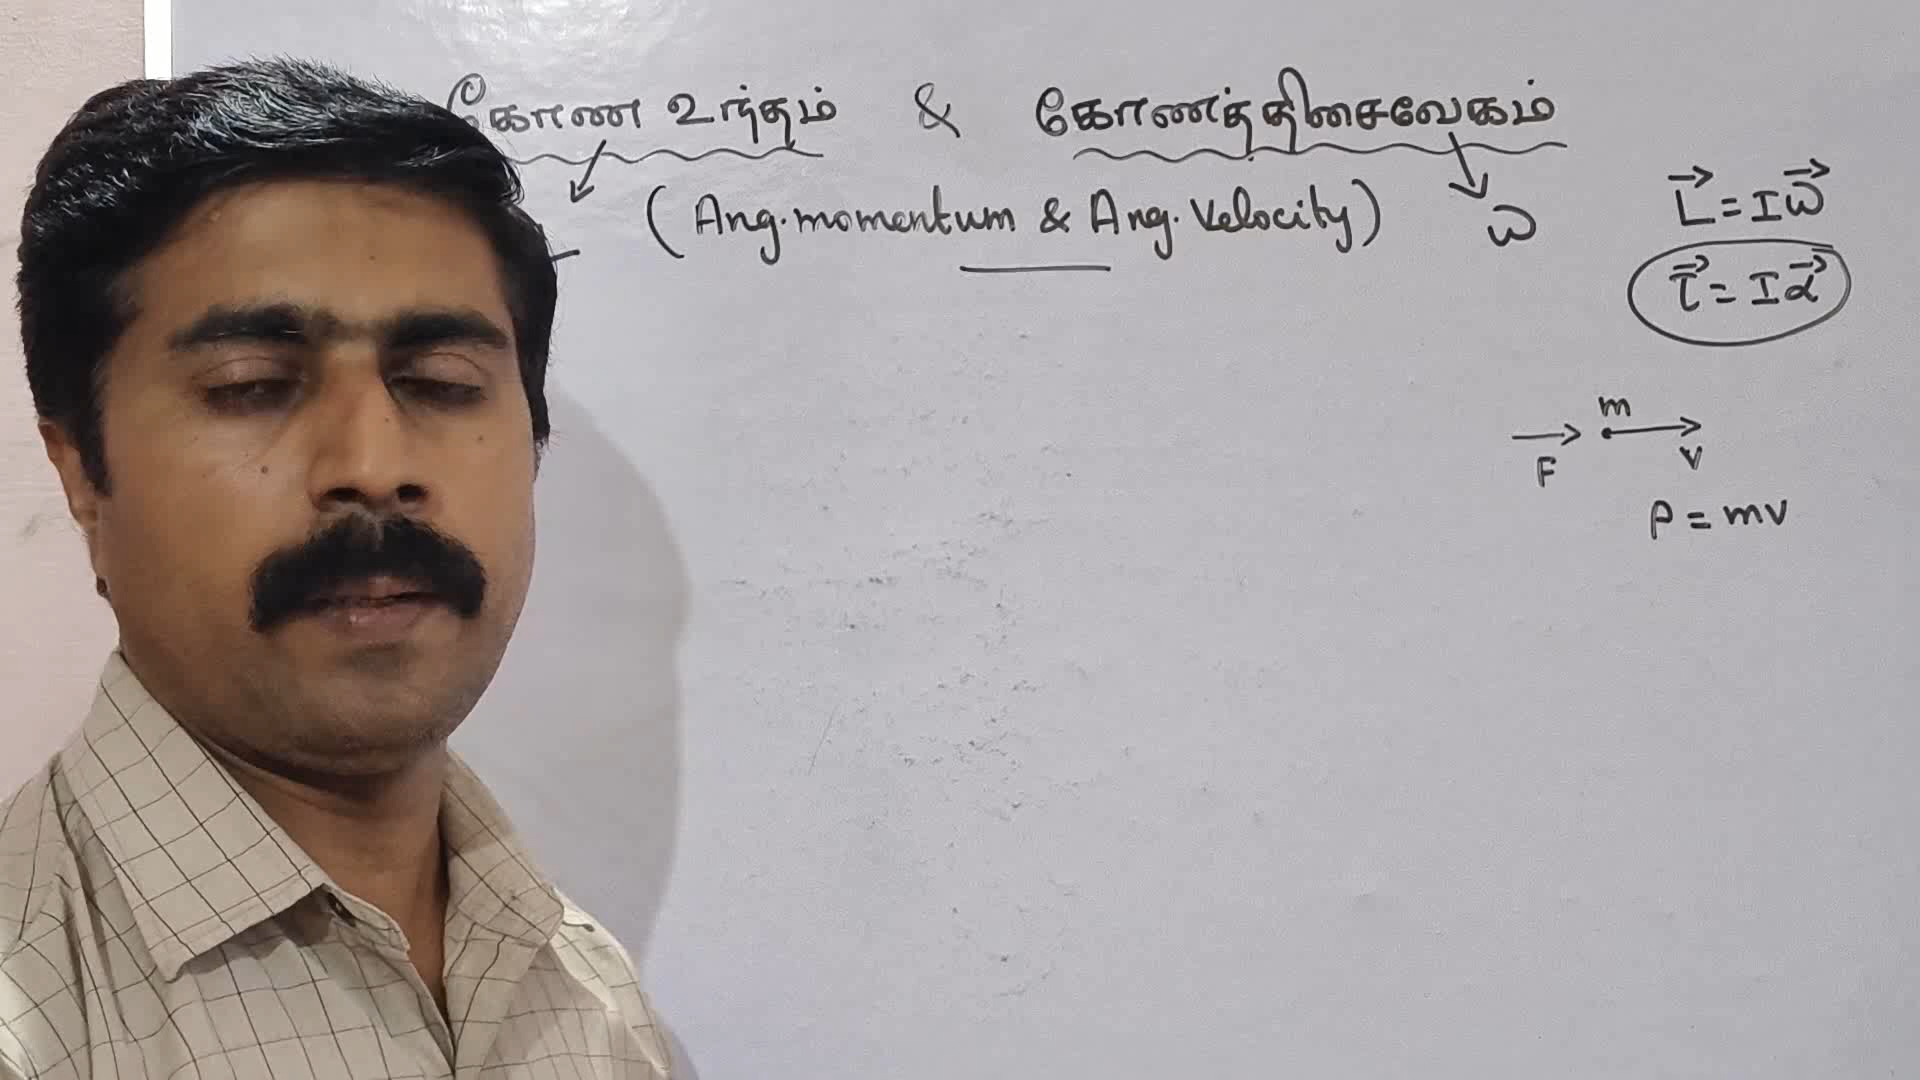 கோண உந்தம் & கோணத்திசைவேகம்
(Ang.momentum & Ang. Velocity) ω
L⃗ = Iω⃗
τ⃗ = Iα⃗
m
F V
P = mv